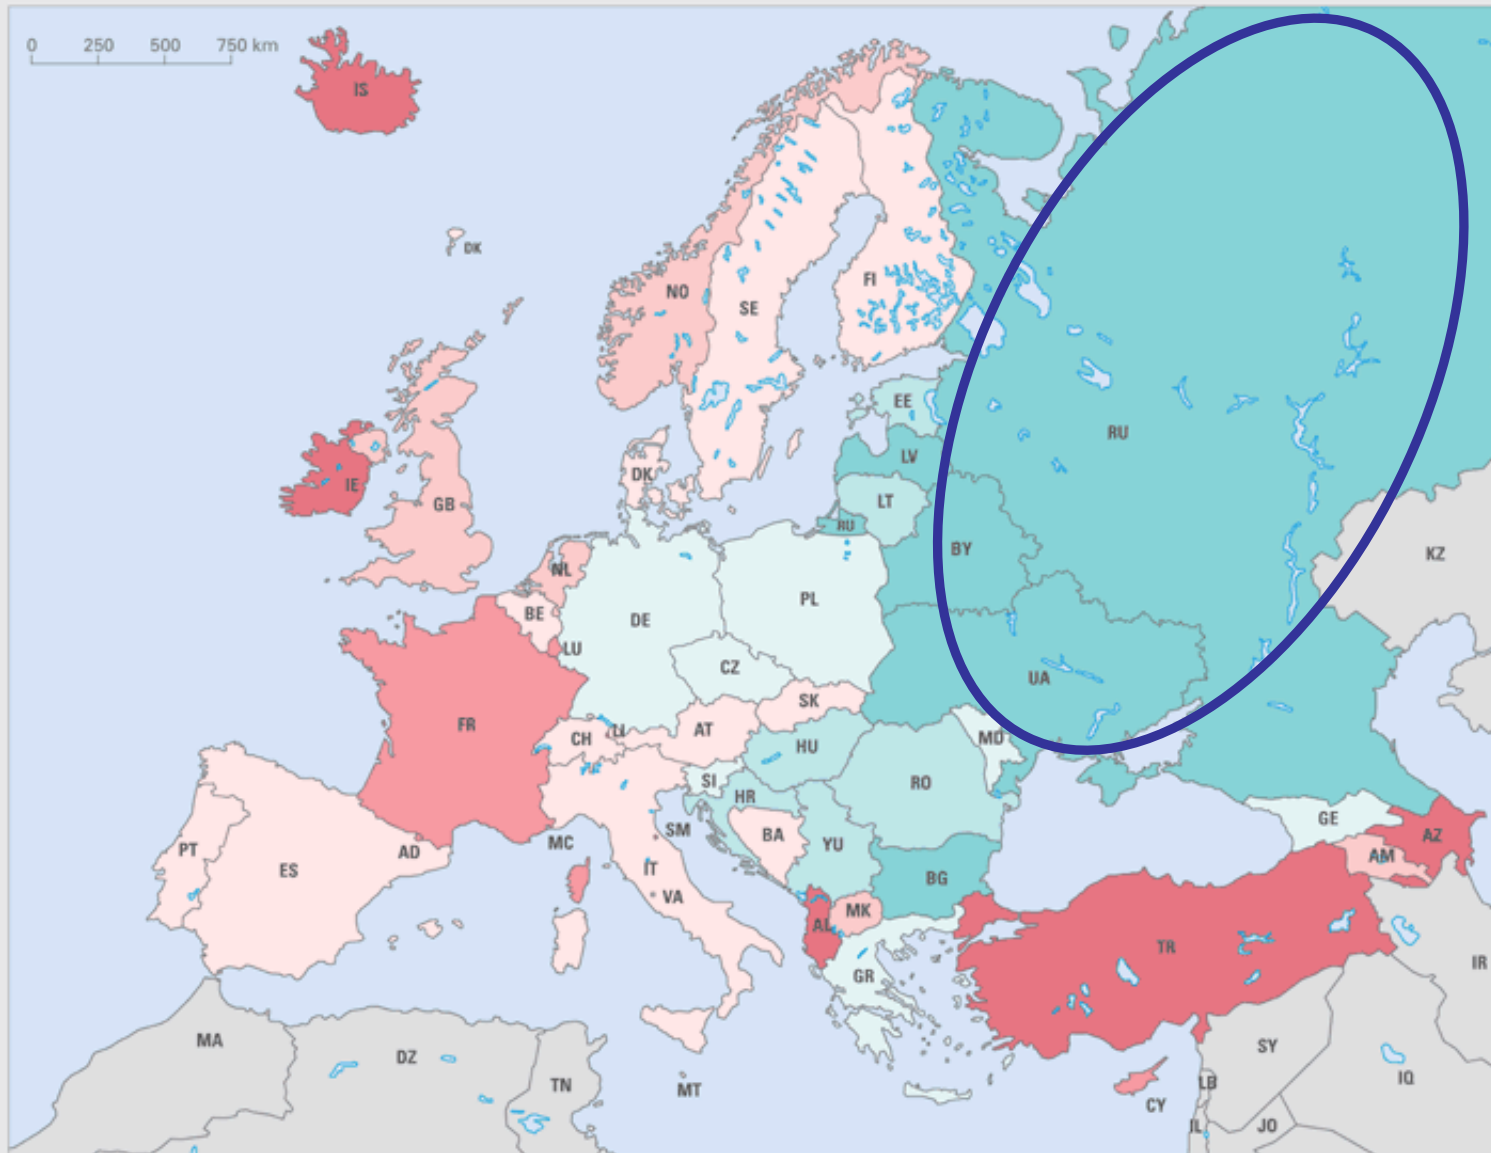 0 250 500 750 km
IS
DK
NO
SE
FI
RU
EE
LV
LT
RU
BY
KZ
DK
IE
GB
NL
BE
LU
DE
PL
CZ
SK
UA
FR
CH
LI
AT
HU
MD
RO
SI
HR
BA
YU
BG
GE
AZ
AM
PT
ES
AD
MC
SM
IT
VA
AL
MK
GR
TR
IR
MA
DZ
TN
MT
CY
SY
LB
IL
JO
IQ